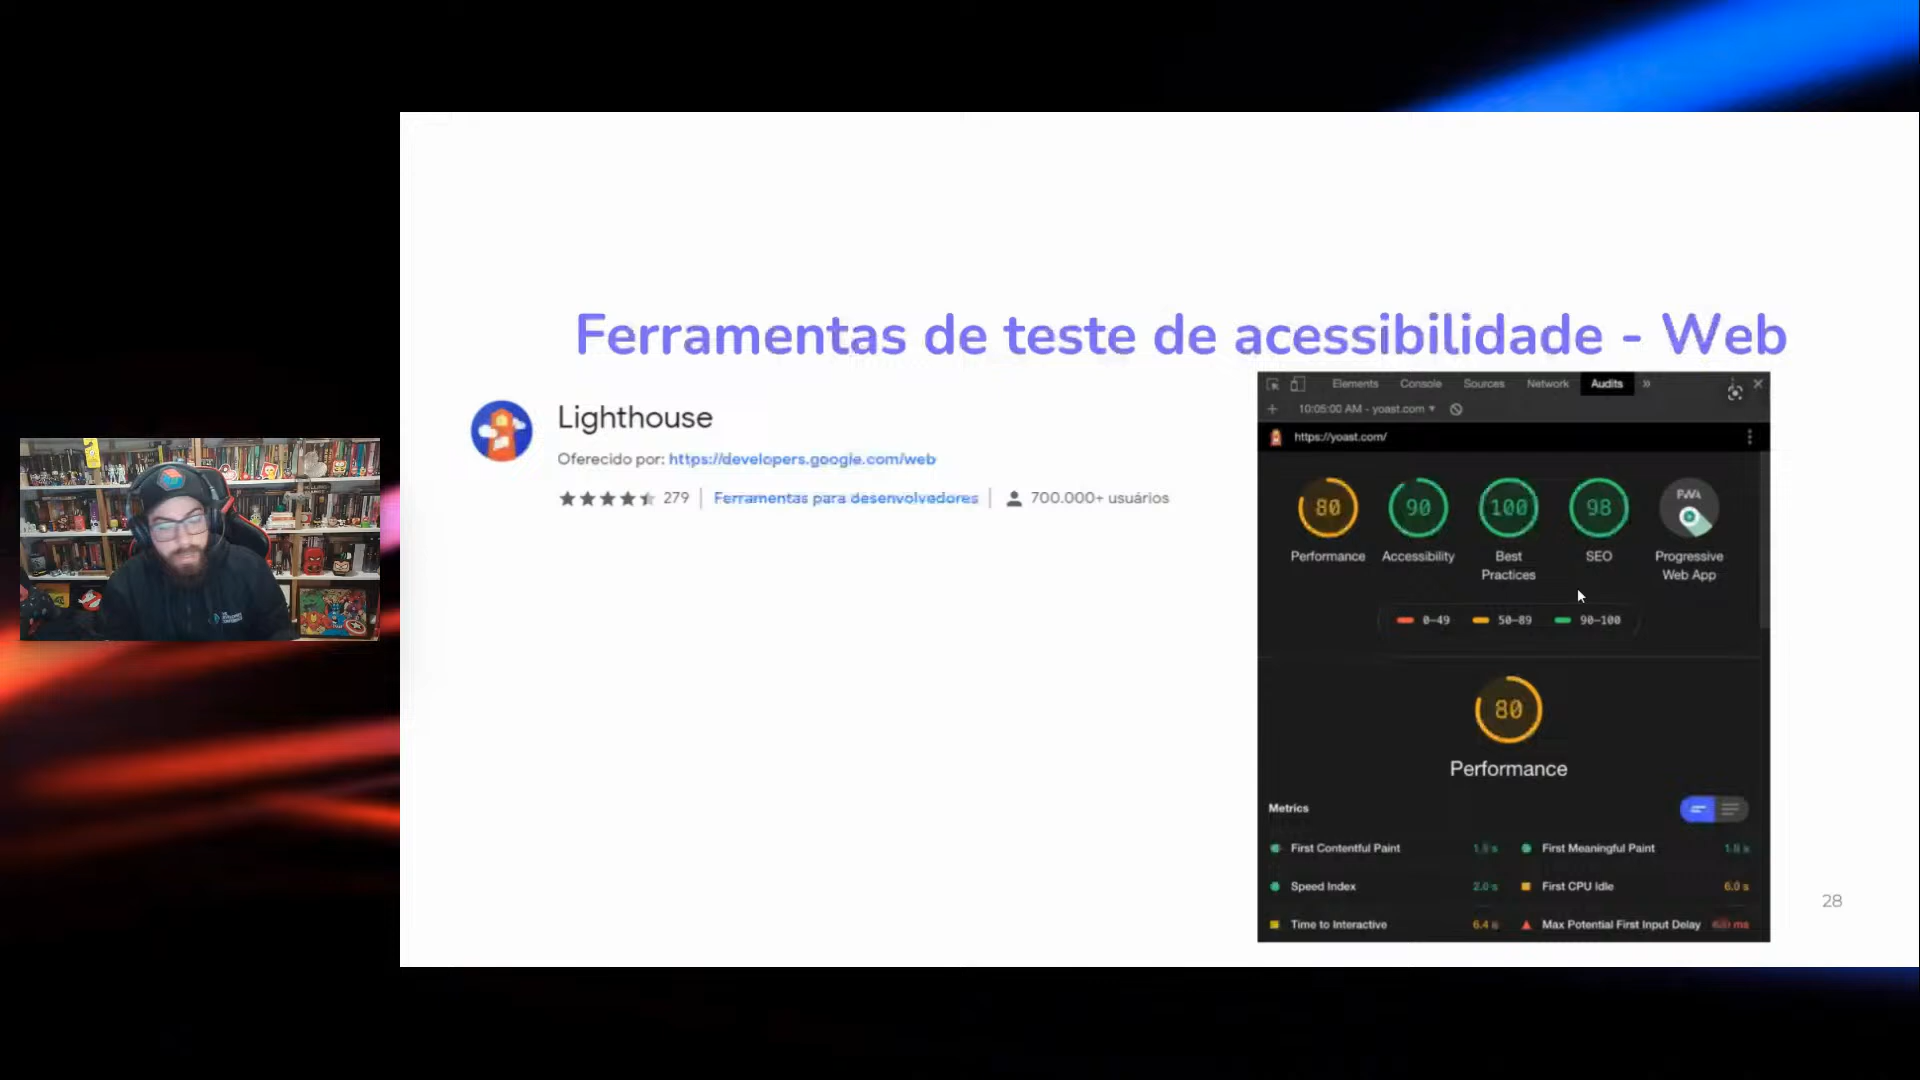 Ferramentas de teste de acessibilidade - Web
Lighthouse
Oferecido por: https://developers.google.com/web
279 | Ferramentas para desenvolvedores | 700.000+ usuários
Elements Console Sources Network Audits »
+ 10:05:00 AM - yoast.com
https://yoast.com/
80 90 100 98 PWA
Performance Accessibility Best Practices SEO Progressive Web App
0–49 50–89 90–100
80
Performance
Metrics
First Contentful Paint First Meaningful Paint
Speed Index 2.0 s First CPU Idle 6.0 s
Time to Interactive 6.4 s Max Potential First Input Delay ms
28